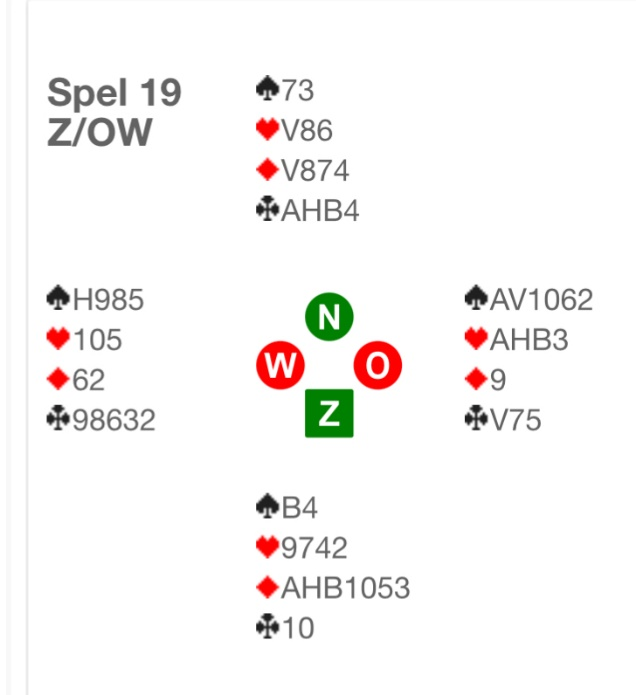 Spel 19
Z/OW
♠73
♥V86
♦V874
♣AHB4
♠H985
♥105
♦62
♣98632
N
W O
Z
♠AV1062
♥AHB3
♦9
♣V75
♠B4
♥9742
♦AHB1053
♣10